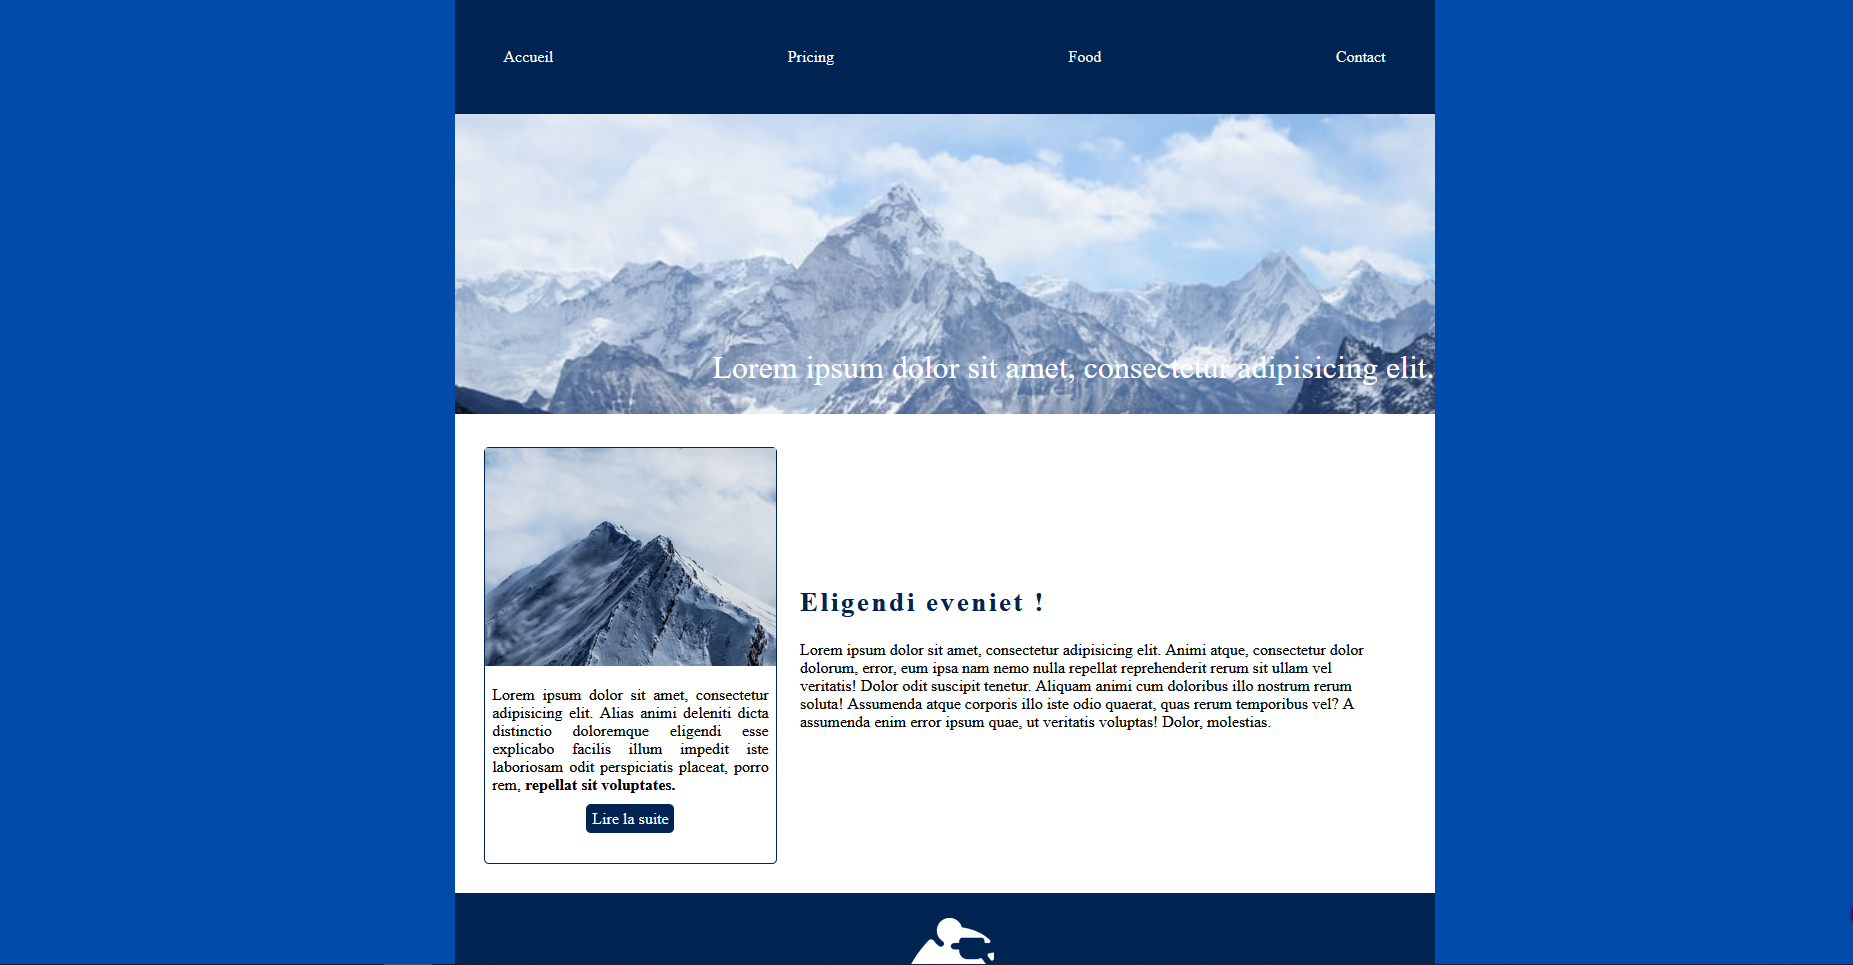 Accueil
Pricing
Food
Contact
Lorem ipsum dolor sit amet, consectetur adipisicing elit.
Lorem ipsum dolor sit amet, consectetur
adipisicing elit. Alias animi deleniti dicta
distinctio doloremque eligendi esse
explicabo facilis illum impedit iste
laboriosam odit perspiciatis placeat, porro
rem, repellat sit voluptates.
Lire la suite
Eligendi eveniet !
Lorem ipsum dolor sit amet, consectetur adipisicing elit. Animi atque, consectetur dolor
dolorum, error, eum ipsa nam nemo nulla repellat reprehenderit rerum sit ullam vel
veritatis! Dolor odit suscipit tenetur. Aliquam animi cum doloribus illo nostrum rerum
soluta! Assumenda atque corporis illo iste odio quaerat, quas rerum temporibus vel? A
assumenda enim error ipsum quae, ut veritatis voluptas! Dolor, molestias.